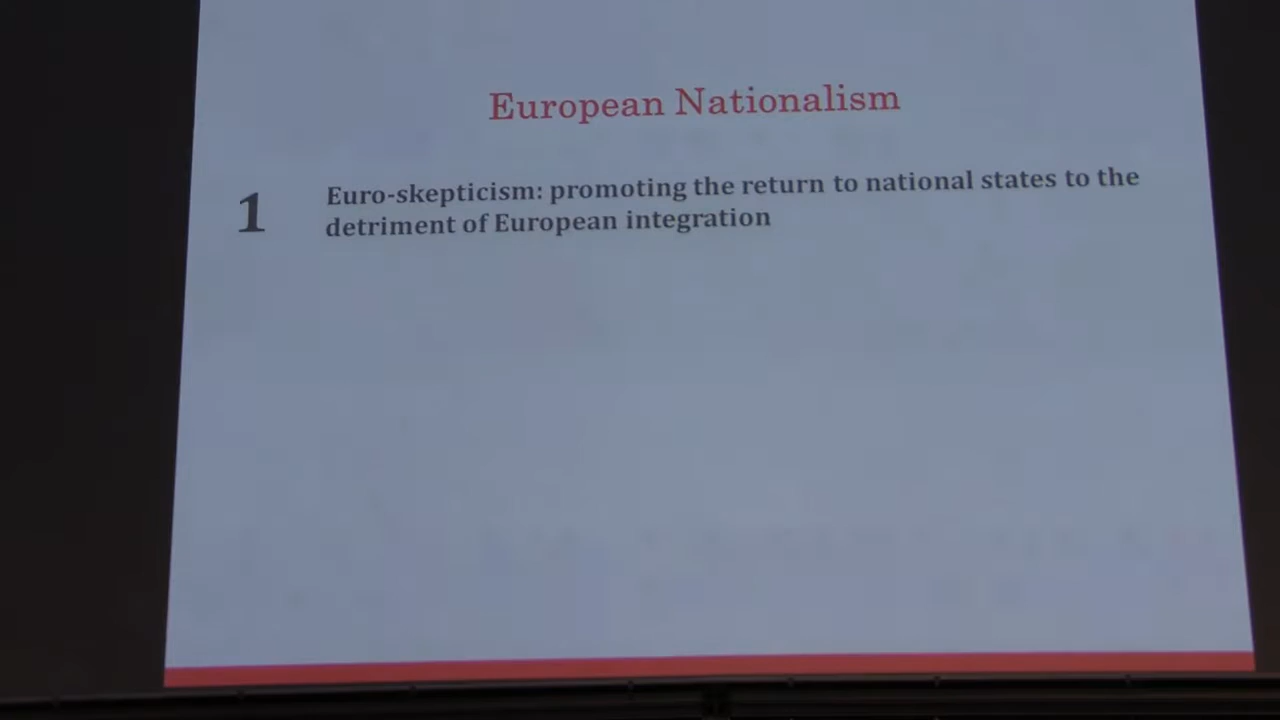 European Nationalism
1
Euro-skepticism: promoting the return to national states to the
detriment of European integration